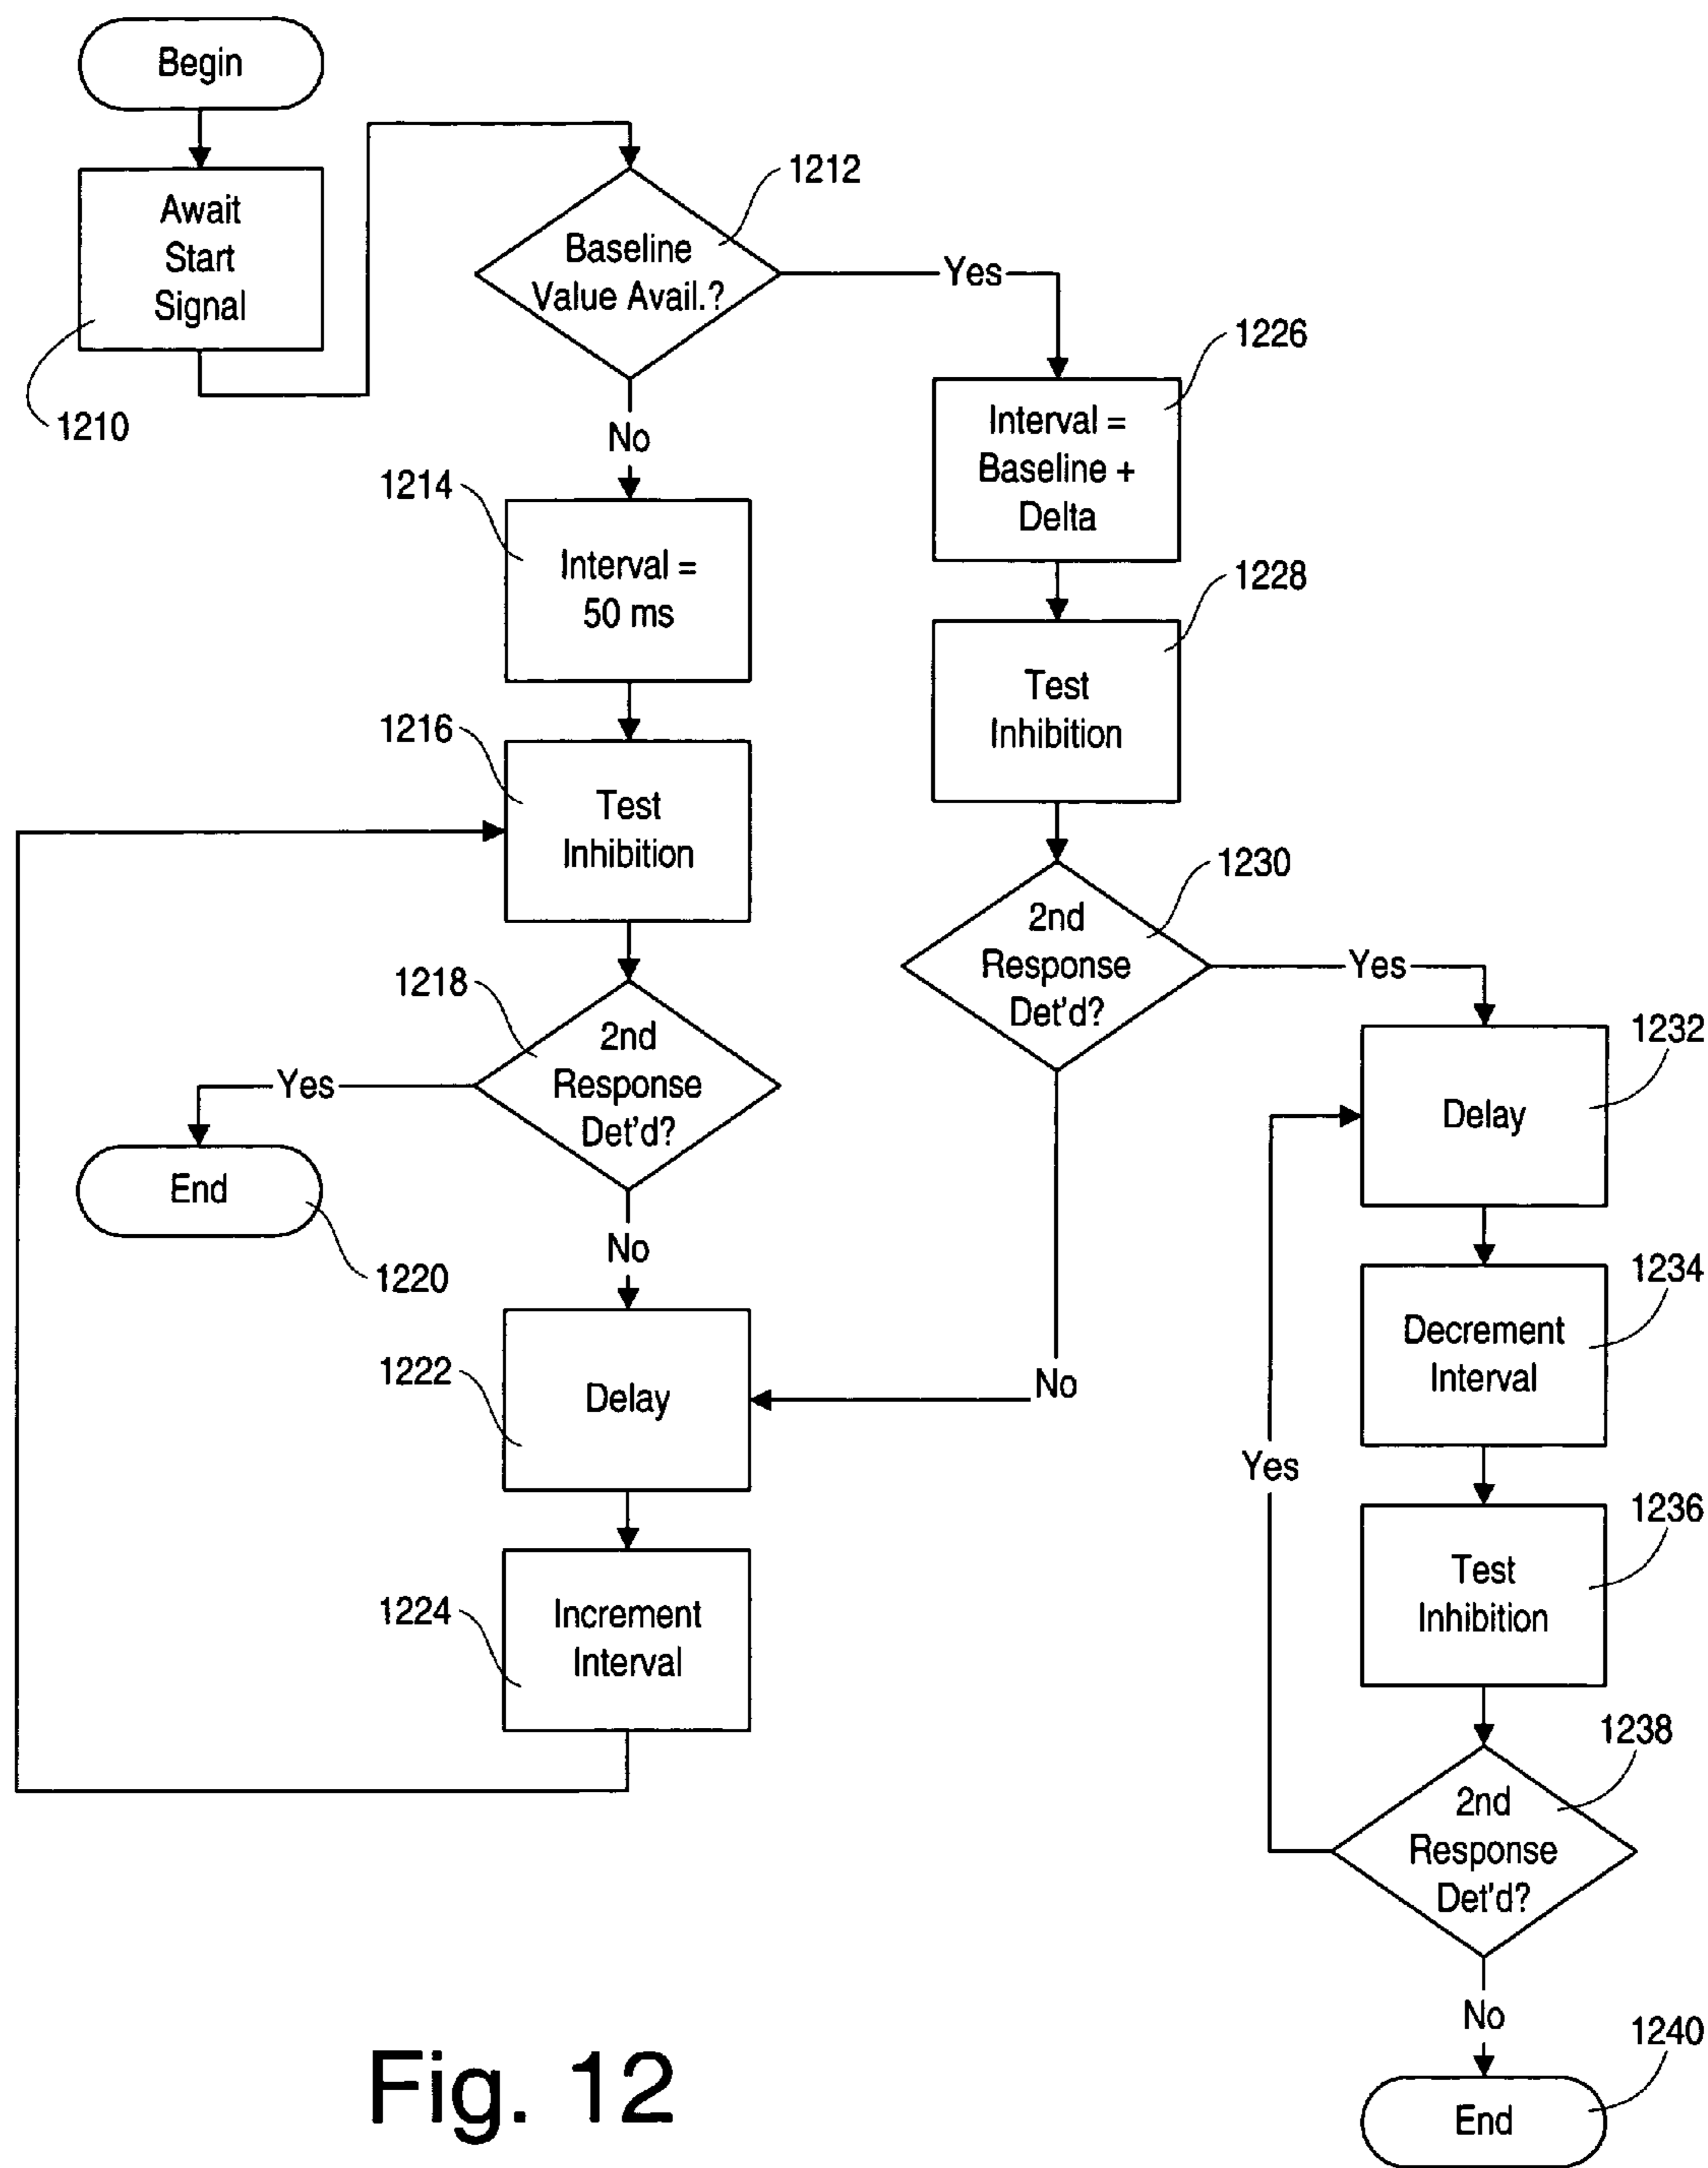 Begin
Await
Start
Signal
1210
Baseline
Value Avail.?
1212
Yes
No
1214
Interval =
50 ms
1216
Test
Inhibition
1218
2nd
Response
Det'd?
Yes
End
1220
No
1222
Delay
1224
Increment
Interval
1226
Interval =
Baseline +
Delta
1228
Test
Inhibition
1230
2nd
Response
Det'd?
Yes
No
1232
Delay
1234
Decrement
Interval
1236
Test
Inhibition
1238
2nd
Response
Det'd?
Yes
No
1240
End
Fig. 12